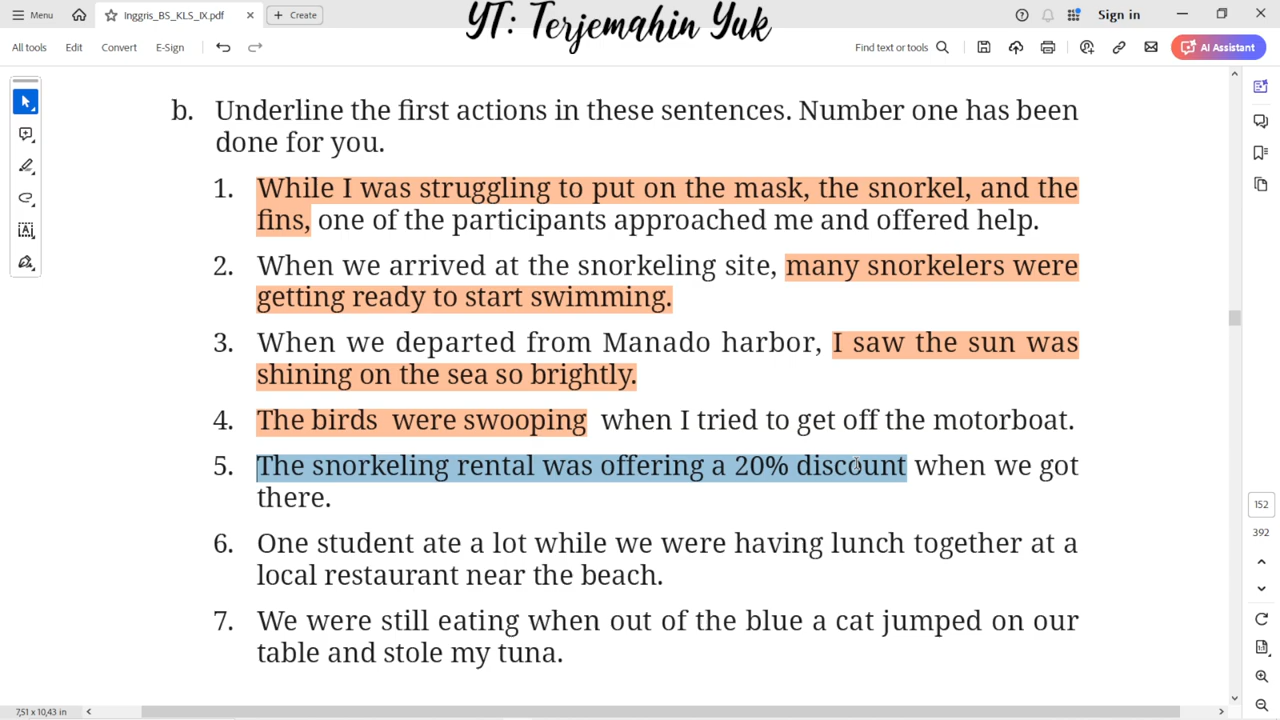 Menu
Inggris_BS_KLS_IX.pdf
Create
YT: Terjemahin Yuk
Sign in
All tools
Edit
Convert
E-Sign
Find text or tools
AI Assistant
b. Underline the first actions in these sentences. Number one has been
done for you.
1. While I was struggling to put on the mask, the snorkel, and the
fins, one of the participants approached me and offered help.
2. When we arrived at the snorkeling site, many snorkelers were
getting ready to start swimming.
3. When we departed from Manado harbor, I saw the sun was
shining on the sea so brightly.
4. The birds were swooping when I tried to get off the motorboat.
5. The snorkeling rental was offering a 20% discount when we got
there.
6. One student ate a lot while we were having lunch together at a
local restaurant near the beach.
7. We were still eating when out of the blue a cat jumped on our
table and stole my tuna.
152
392
7,51 x 10,43 in